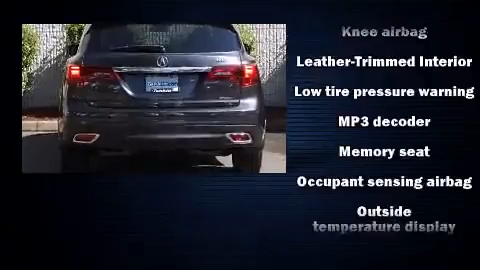 Knee airbag
Leather-Trimmed Interior
Low tire pressure warning
MP3 decoder
Memory seat
Occupant sensing airbag
Outside
temperature display